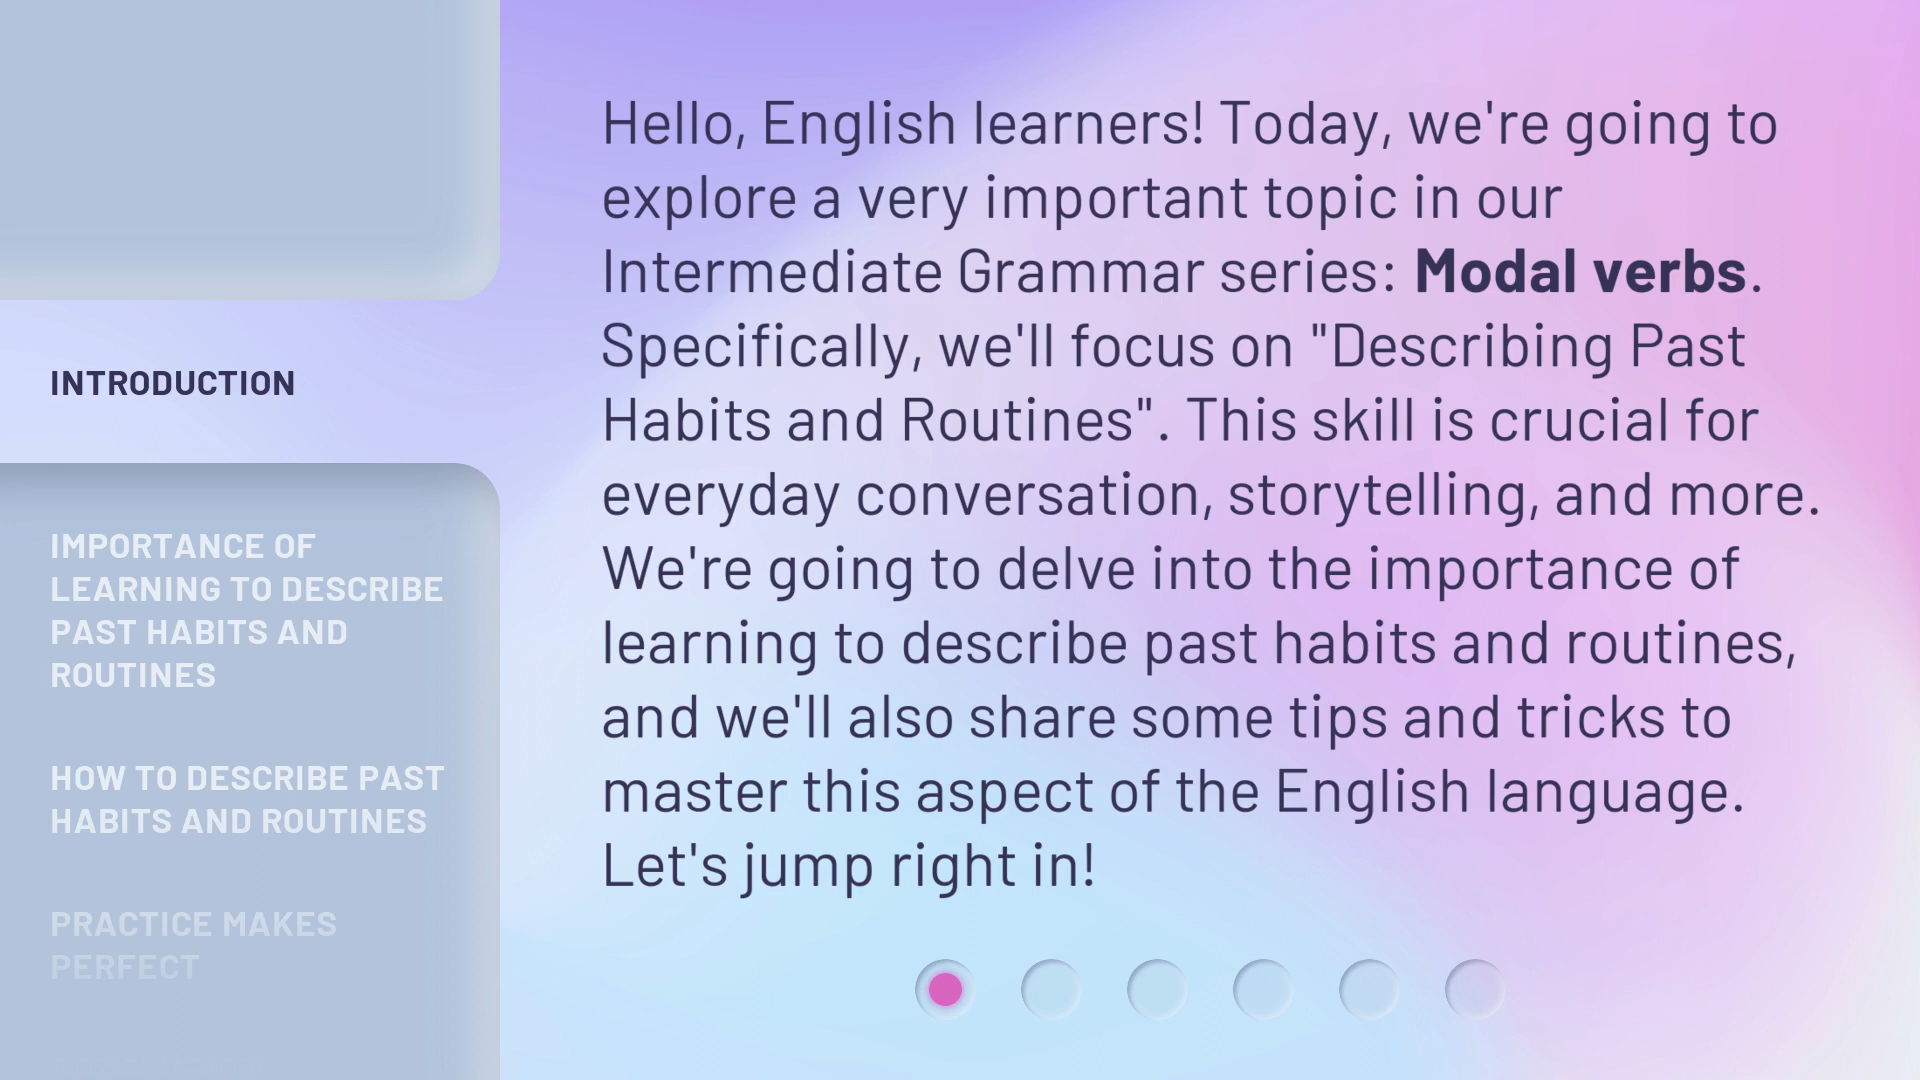 INTRODUCTION
IMPORTANCE OF
LEARNING TO DESCRIBE
PAST HABITS AND
ROUTINES
HOW TO DESCRIBE PAST
HABITS AND ROUTINES
PRACTICE MAKES
PERFECT
Hello, English learners! Today, we're going to
explore a very important topic in our
Intermediate Grammar series: Modal verbs.
Specifically, we'll focus on "Describing Past
Habits and Routines". This skill is crucial for
everyday conversation, storytelling, and more.
We're going to delve into the importance of
learning to describe past habits and routines,
and we'll also share some tips and tricks to
master this aspect of the English language.
Let's jump right in!